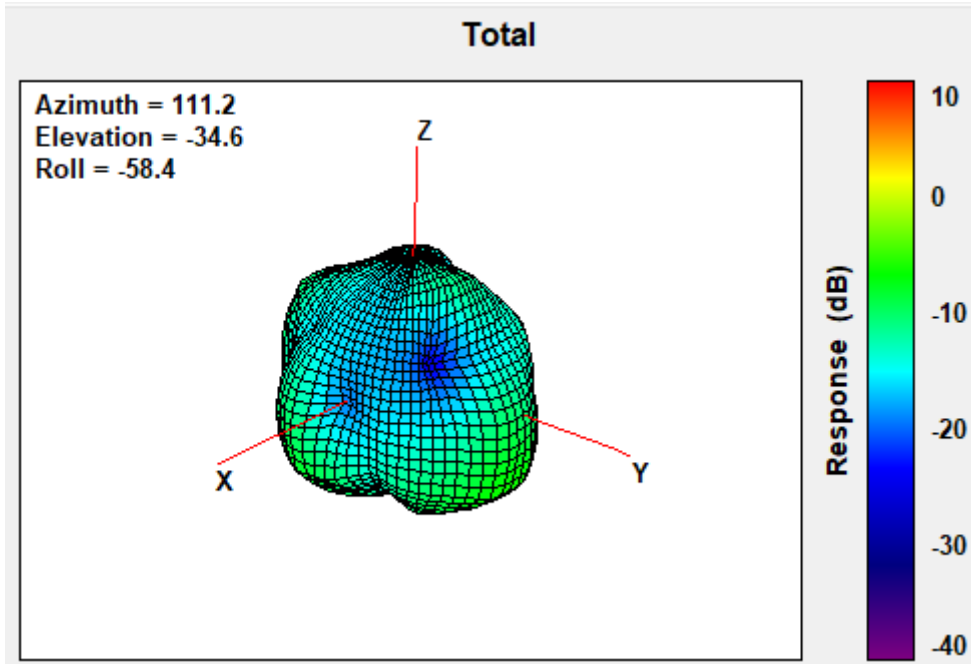 Total
Azimuth = 111.2
Elevation = -34.6
Roll = -58.4
Z
X
Y
10
0
-10
-20
-30
-40
Response (dB)